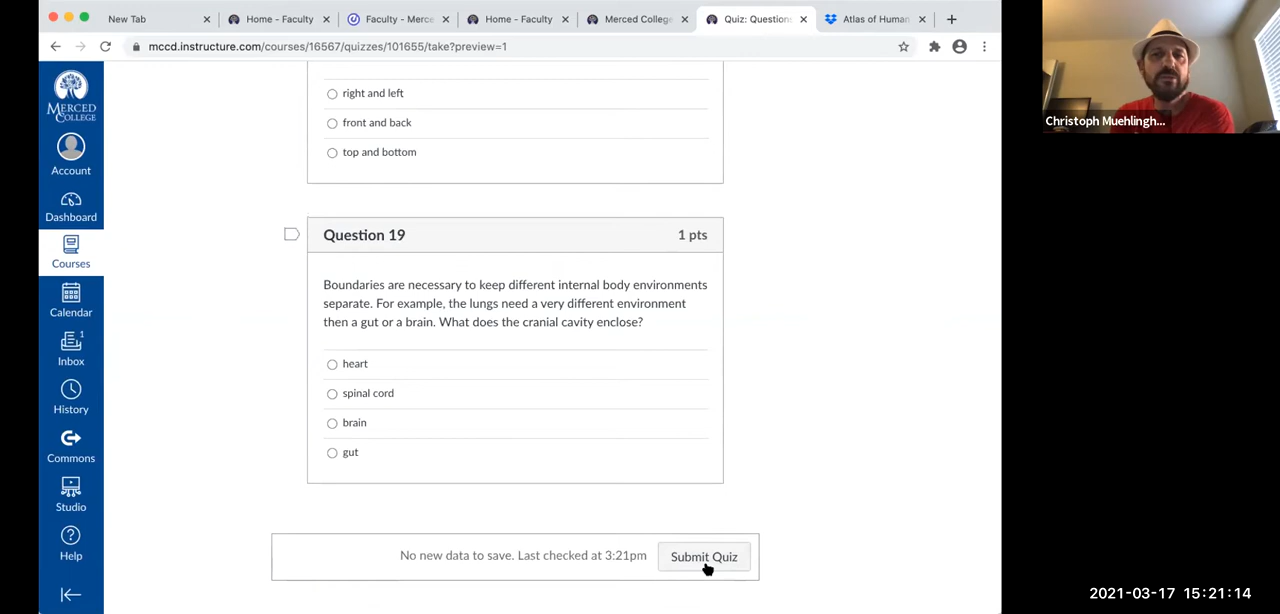 New Tab
Home - Faculty
Faculty - Merce
Home - Faculty
Merced College
Quiz: Questions
Atlas of Human
mccd.instructure.com/courses/16567/quizzes/101655/take?preview=1
MERCED
COLLEGE
Account
Dashboard
Courses
Calendar
1
Inbox
History
Commons
Studio
Help
right and left
front and back
top and bottom
Question 19
1 pts
Boundaries are necessary to keep different internal body environments
separate. For example, the lungs need a very different environment
then a gut or a brain. What does the cranial cavity enclose?
heart
spinal cord
brain
gut
No new data to save. Last checked at 3:21pm
Submit Quiz
Christoph Muehlingh...
2021-03-17 15:21:14